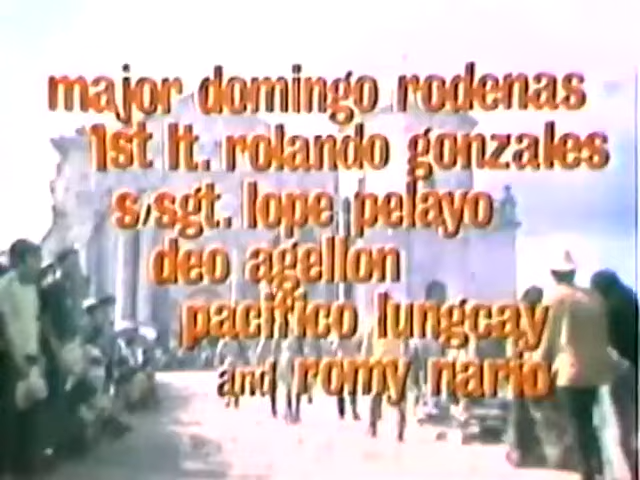 major domingo rodenas
1st lt. rolando gonzales
s/sgt. lope pelayo
deo agellon
pacifico lungcay
and romy nario